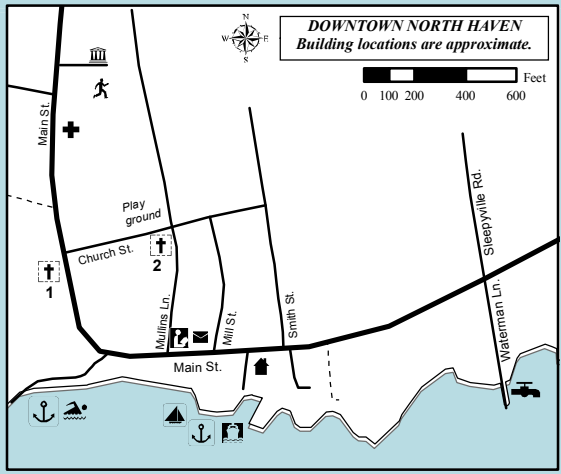 DOWNTOWN NORTH HAVEN
Building locations are approximate.
N
W
E
S
Feet
0 100 200 400 600
Main St.
Play
ground
Church St.
1
2
Mullins Ln.
Mill St.
Smith St.
Main St.
Sleepyville Rd.
Waterman Ln.